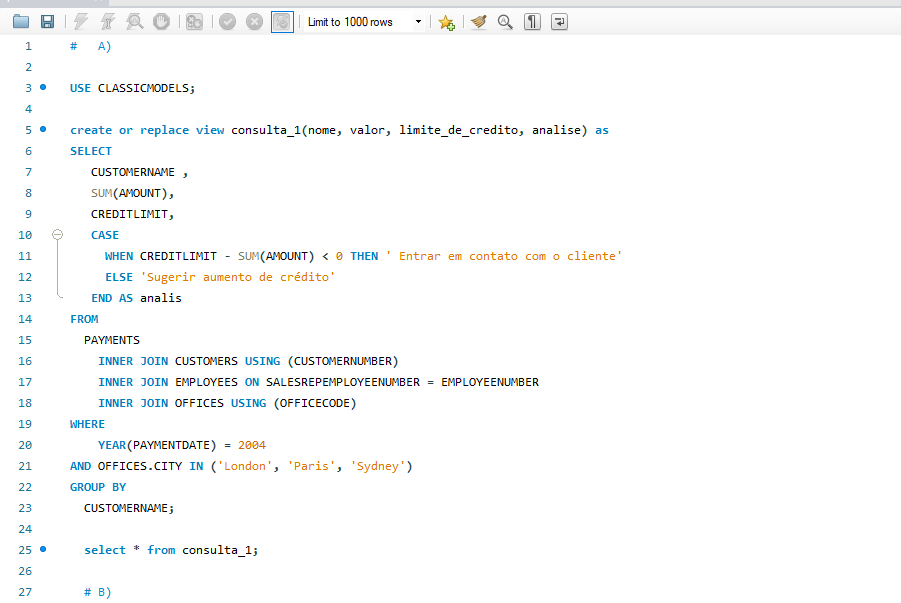 Limit to 1000 rows
1 # A)
2
3 USE CLASSICMODELS;
4
5 create or replace view consulta_1(nome, valor, limite_de_credito, analise) as
6 SELECT
7 CUSTOMERNAME ,
8 SUM(AMOUNT),
9 CREDITLIMIT,
10 CASE
11 WHEN CREDITLIMIT - SUM(AMOUNT) < 0 THEN ' Entrar em contato com o cliente'
12 ELSE 'Sugerir aumento de crédito'
13 END AS analis
14 FROM
15 PAYMENTS
16 INNER JOIN CUSTOMERS USING (CUSTOMERNUMBER)
17 INNER JOIN EMPLOYEES ON SALESREPEMPLOYEENUMBER = EMPLOYEENUMBER
18 INNER JOIN OFFICES USING (OFFICECODE)
19 WHERE
20 YEAR(PAYMENTDATE) = 2004
21 AND OFFICES.CITY IN ('London', 'Paris', 'Sydney')
22 GROUP BY
23 CUSTOMERNAME;
24
25 select * from consulta_1;
26
27 # B)